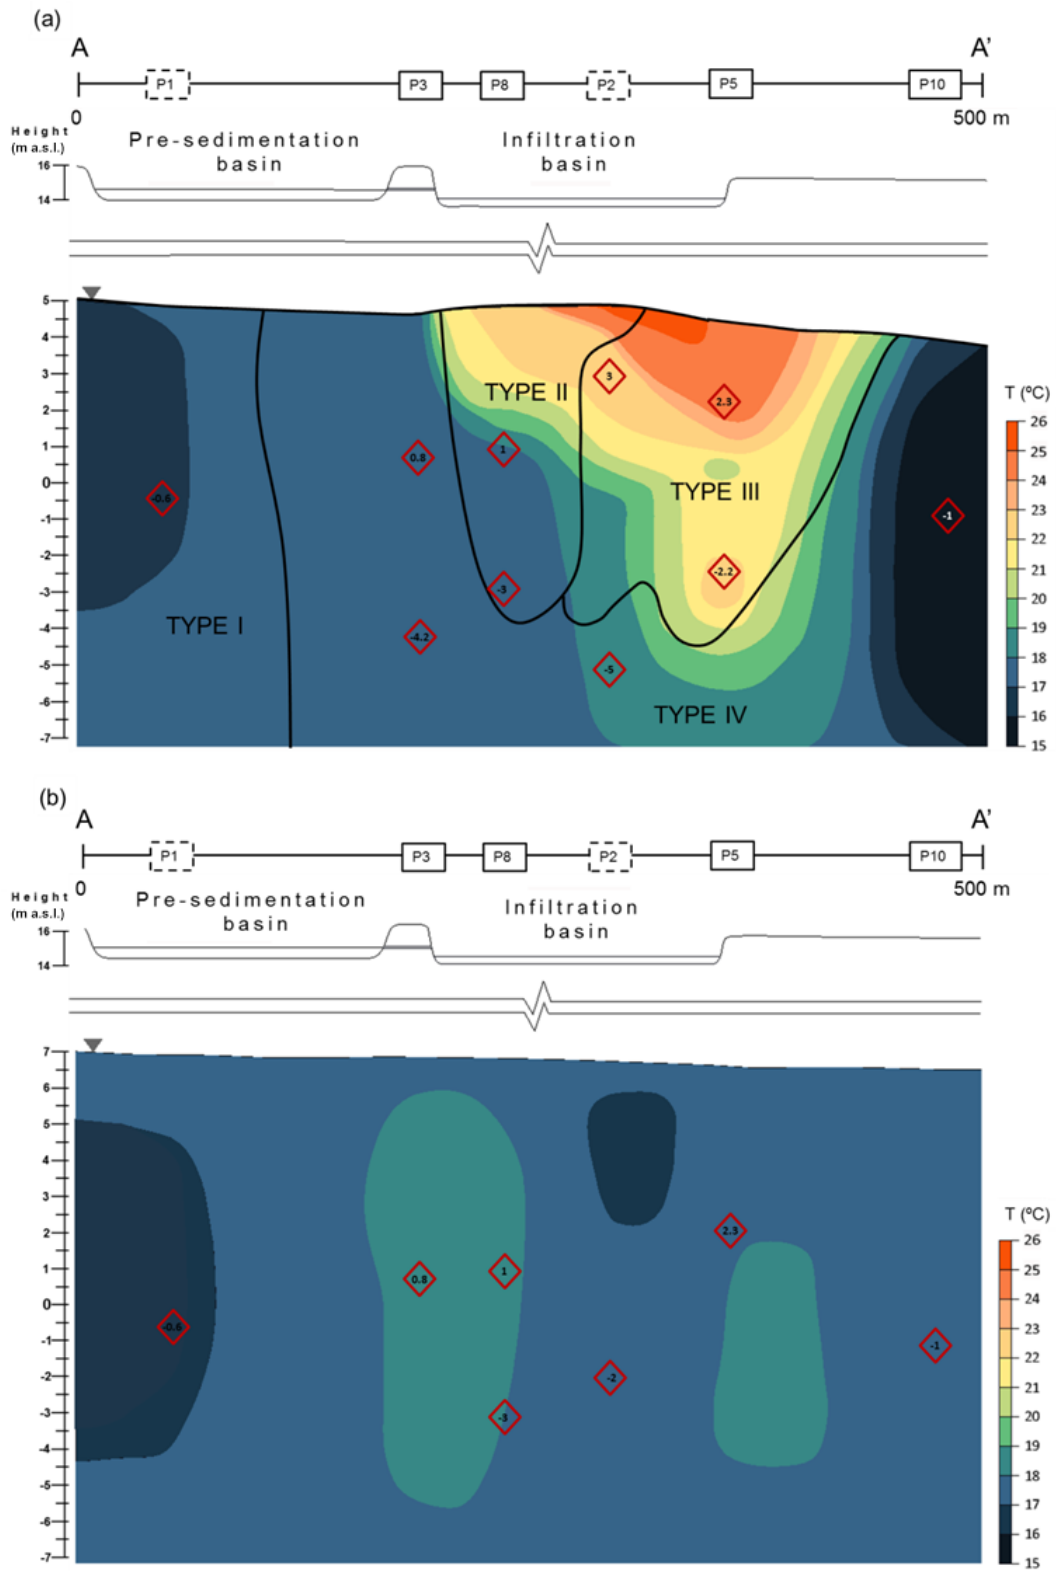 (a)
A A'
P1 P3 P8 P2 P5 P10
0 500 m
Height
(m a.s.l.)
Pre-sedimentation
basin
Infiltration
basin
16
14
5
4
3
2
1
0
-1
-2
-3
-4
-5
-6
-7
TYPE I
TYPE II
TYPE III
TYPE IV
-0.6
0.8
-4.2
1
-3
3
-5
2.3
-2.2
-1
T (ºC)
26
25
24
23
22
21
20
19
18
17
16
15
(b)
A A'
P1 P3 P8 P2 P5 P10
0 500 m
Height
(m a.s.l.)
Pre-sedimentation
basin
Infiltration
basin
16
14
7
6
5
4
3
2
1
0
-1
-2
-3
-4
-5
-6
-7
-0.6
0.8
1
-3
-2
2.3
-1
T (ºC)
26
25
24
23
22
21
20
19
18
17
16
15